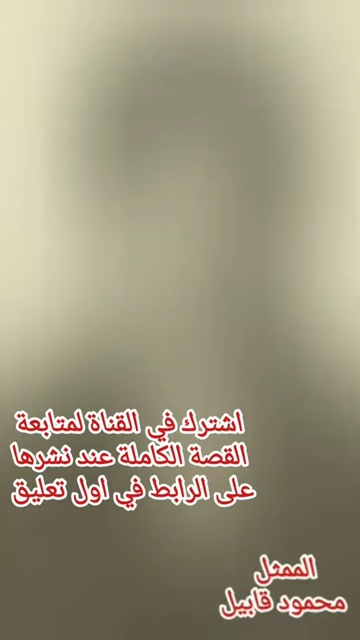 اشترك في القناة لمتابعة
القصة الكاملة عند نشرها
على الرابط في اول تعليق
الممثل
محمود قابيل